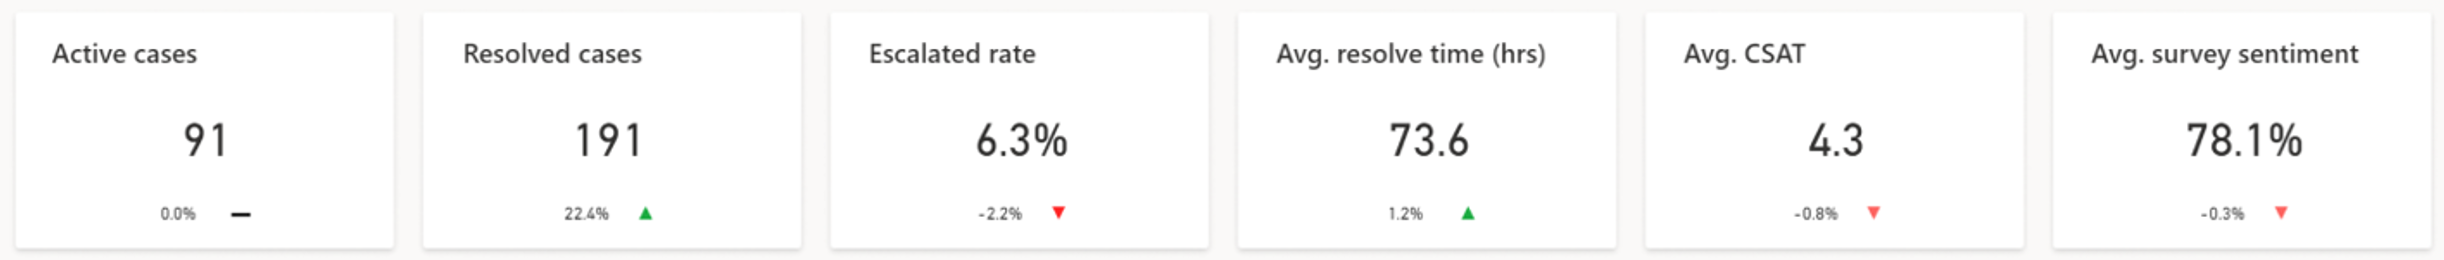 Active cases
91
0.0%
Resolved cases
191
22.4%
Escalated rate
6.3%
-2.2%
Avg. resolve time (hrs)
73.6
1.2%
Avg. CSAT
4.3
-0.8%
Avg. survey sentiment
78.1%
-0.3%